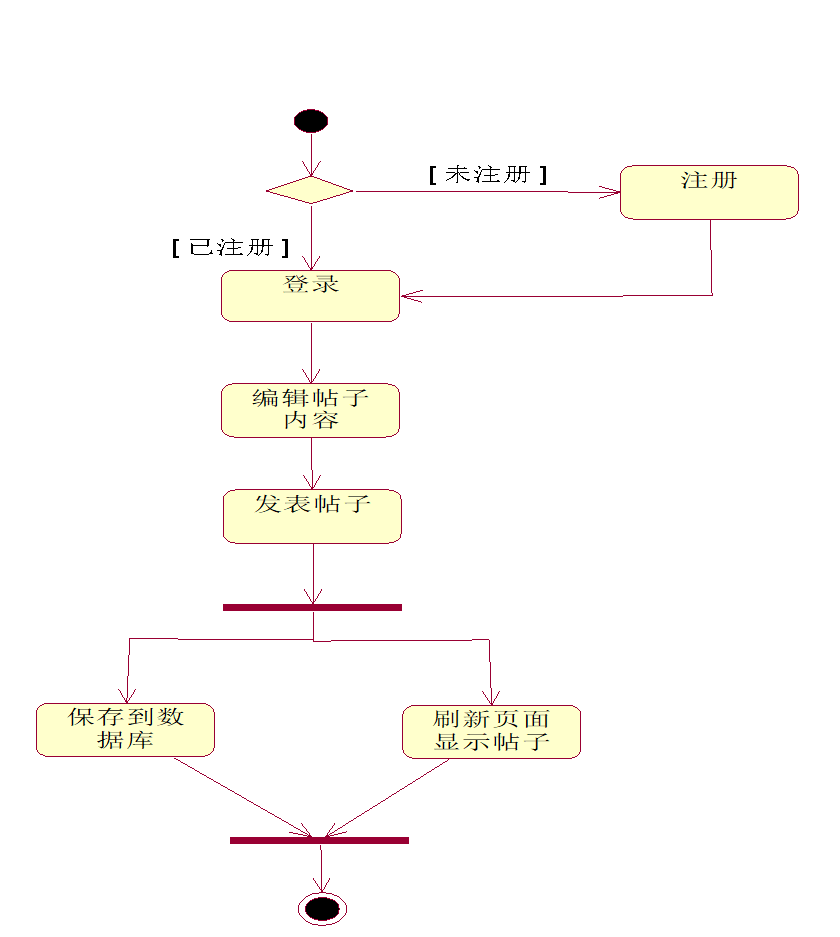 [ 未注册 ]
注册
[ 已注册 ]
登录
编辑帖子
内容
发表帖子
保存到数
据库
刷新页面
显示帖子